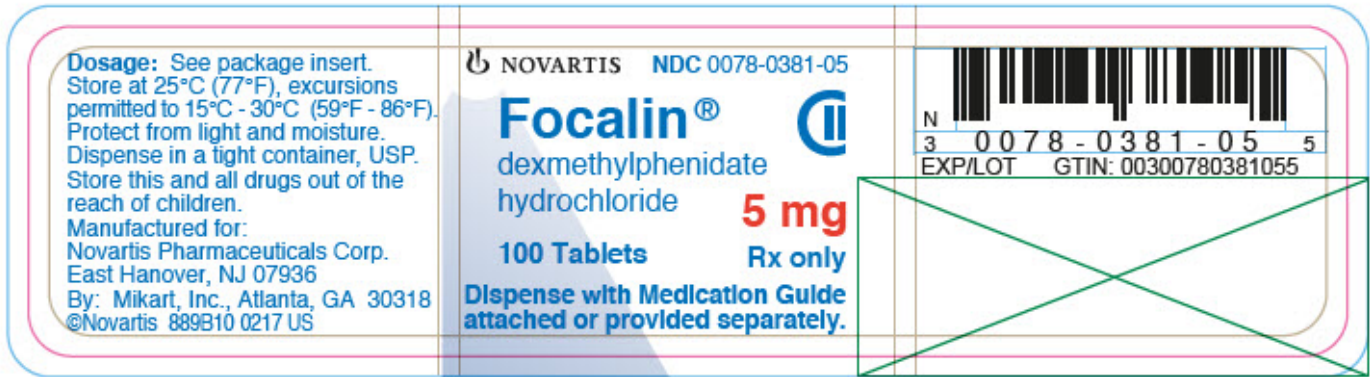 Dosage: See package insert.
Store at 25°C (77°F), excursions
permitted to 15°C - 30°C (59°F - 86°F).
Protect from light and moisture.
Dispense in a tight container, USP.
Store this and all drugs out of the
reach of children.
Manufactured for:
Novartis Pharmaceuticals Corp.
East Hanover, NJ 07936
By: Mikart, Inc., Atlanta, GA 30318
©Novartis 889B10 0217 US
NOVARTIS NDC 0078-0381-05
Focalin® CII
dexmethylphenidate
hydrochloride
5 mg
100 Tablets Rx only
Dispense with Medication Guide
attached or provided separately.
N
3 0078-0381-05 5
EXP/LOT GTIN: 00300780381055